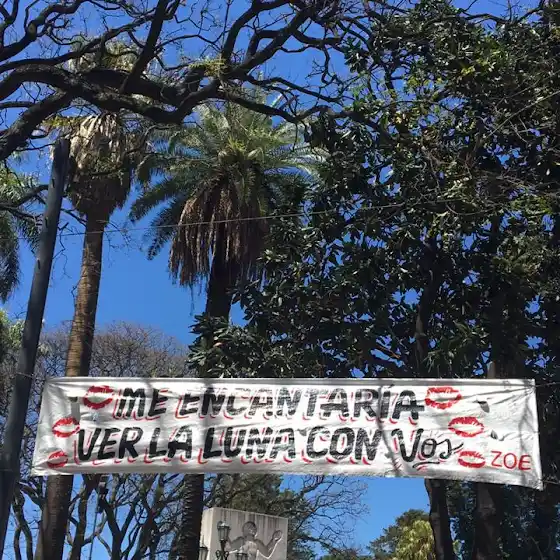 ME ENCANTARÍA
VER LA LUNA CON Vos
ZOE